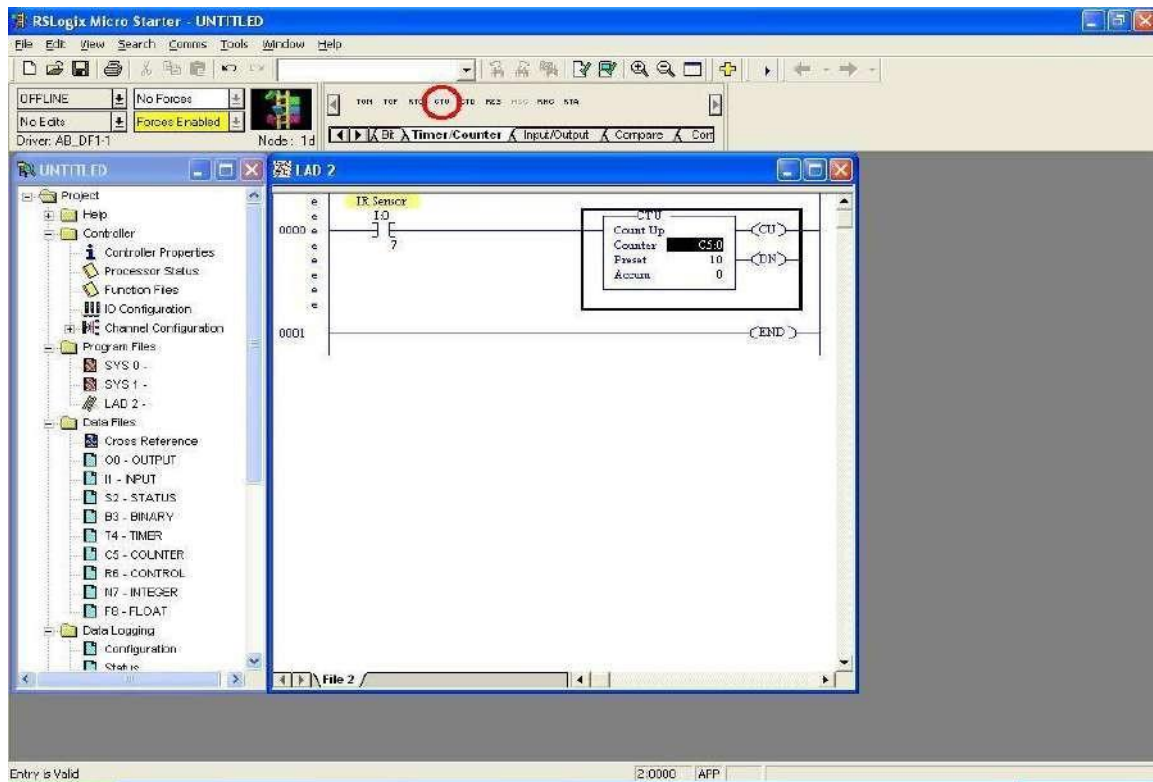 RSLogix Micro Starter - UNTITLED
File Edit View Search Comms Tools Window Help
OFFLINE No Forces
No Edits Forces Enabled
Driver: AB_DF1-1 Node: 1d
TON TOF RTO CTU CTD RES HSC RHC RTA
Bit Timer/Counter Input/Output Compare
UNTITLED
Project
Help
Controller
Controller Properties
Processor Status
Function Files
IO Configuration
Channel Configuration
Program Files
SYS 0 -
SYS 1 -
LAD 2 -
Data Files
Cross Reference
O0 - OUTPUT
I1 - INPUT
S2 - STATUS
B3 - BINARY
T4 - TIMER
C5 - COUNTER
R6 - CONTROL
N7 - INTEGER
F8 - FLOAT
Data Logging
Configuration
Status
LAD 2
e
e
0000 e
e
e
e
e
e
IR Sensor
I:0
7
CTU
Count Up
Counter C5:0
Preset 10
Accum 0
CU
DN
0001
END
File 2
Entry is Valid
2:0000 APP